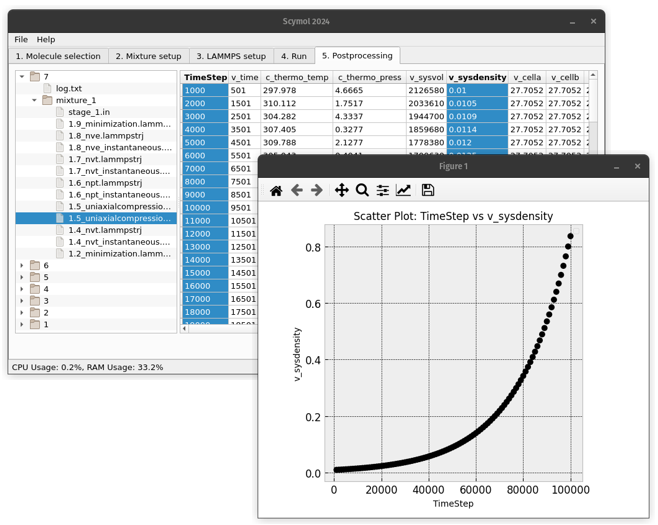 Scymol 2024
File Help
1. Molecule selection 2. Mixture setup 3. LAMMPS setup 4. Run 5. Postprocessing
7
log.txt
mixture_1
stage_1.in
1.9_minimization.lamm...
1.8_nve.lammpstrj
1.8_nve_instantaneous....
1.7_nvt.lammpstrj
1.7_nvt_instantaneous....
1.6_npt.lammpstrj
1.6_npt_instantaneous....
1.5_uniaxialcompressio...
1.5_uniaxialcompressio...
1.4_nvt.lammpstrj
1.4_nvt_instantaneous....
1.2_minimization.lamm...
6
5
4
3
2
1
TimeStep v_time c_thermo_temp c_thermo_press v_sysvol v_sysdensity v_cella v_cellb
1000 501 297.978 4.6665 2126580 0.01 27.7052 27.7052
2000 1501 310.112 1.7517 2033610 0.0105 27.7052 27.7052
3000 2501 304.282 4.3337 1944700 0.0109 27.7052 27.7052
4000 3501 307.405 0.3277 1859680 0.0114 27.7052 27.7052
5000 4501 309.788 2.1277 1778380 0.012 27.7052 27.7052
6000 5501
7000 6501
8000 7501
9000 8501
10000 9501
11000 10501
12000 11501
13000 12501
14000 13501
15000 14501
16000 15501
17000 16501
18000 17501
CPU Usage: 0.2%, RAM Usage: 33.2%
Figure 1
Scatter Plot: TimeStep vs v_sysdensity
v_sysdensity
0.8
0.6
0.4
0.2
0.0
0 20000 40000 60000 80000 100000
TimeStep